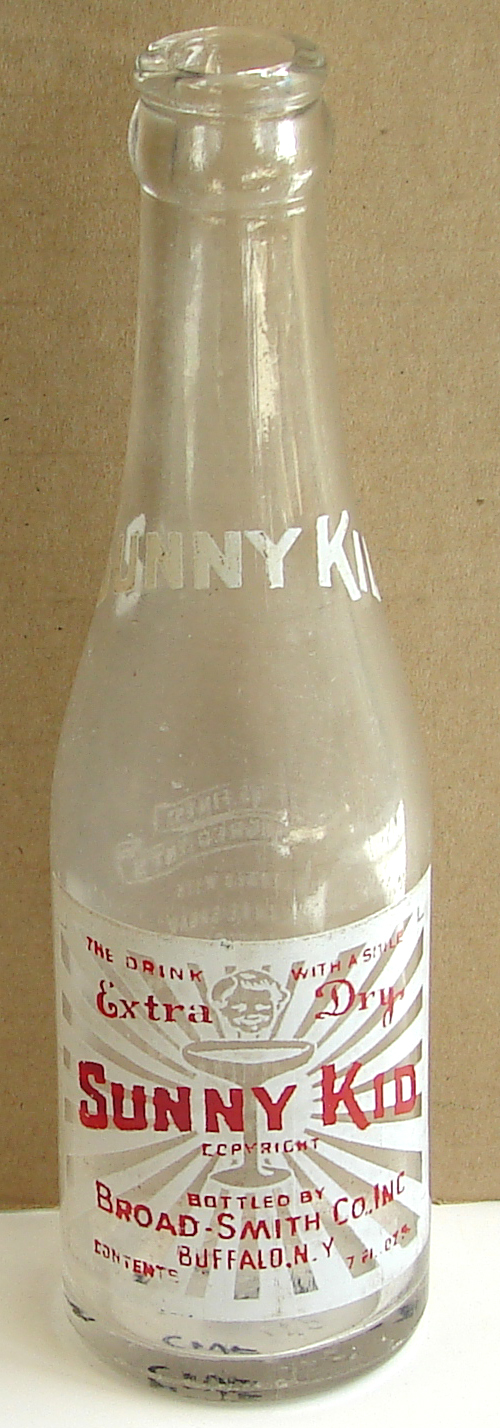 SUNNY KI
THE DRINK WITH A SMILE
Extra Dry
SUNNY KID
COPYRIGHT
BOTTLED BY
BROAD-SMITH CO., INC
BUFFALO, N.Y
CONTENTS 7 FL. OZS.